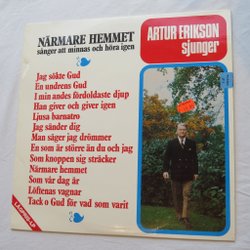 NÄRMARE HEMMET
sånger att minnas och höra igen
ARTUR ERIKSON
sjunger
Jag sökte Gud
En undrens Gud
I min andes fördoldaste djup
Han giver och giver igen
Ljusa barnatro
Jag sänder dig
Man säger jag drömmer
En som är större än du och jag
Som knoppen sig sträcker
Närmare hemmet
Som vår dag är
Löftenas vagnar
Tack o Gud för vad som varit